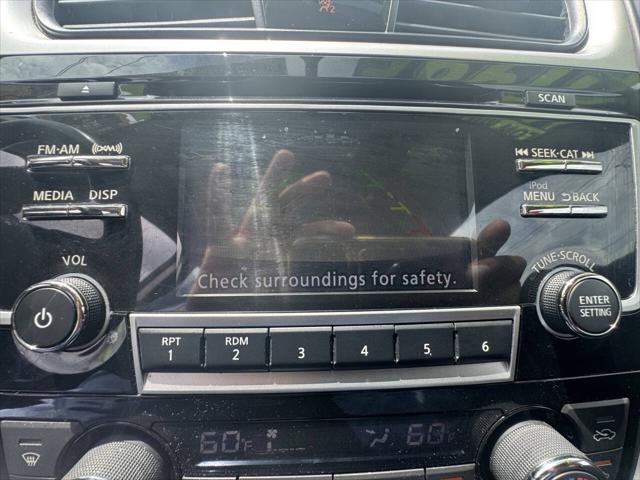 SCAN
FM·AM (XM)
SEEK·CAT
MEDIA DISP
iPod
MENU BACK
VOL
TUNE·SCROLL
Check surroundings for safety.
ENTER
SETTING
RPT
1
RDM
2
3
4
5
6
60°F
60°F